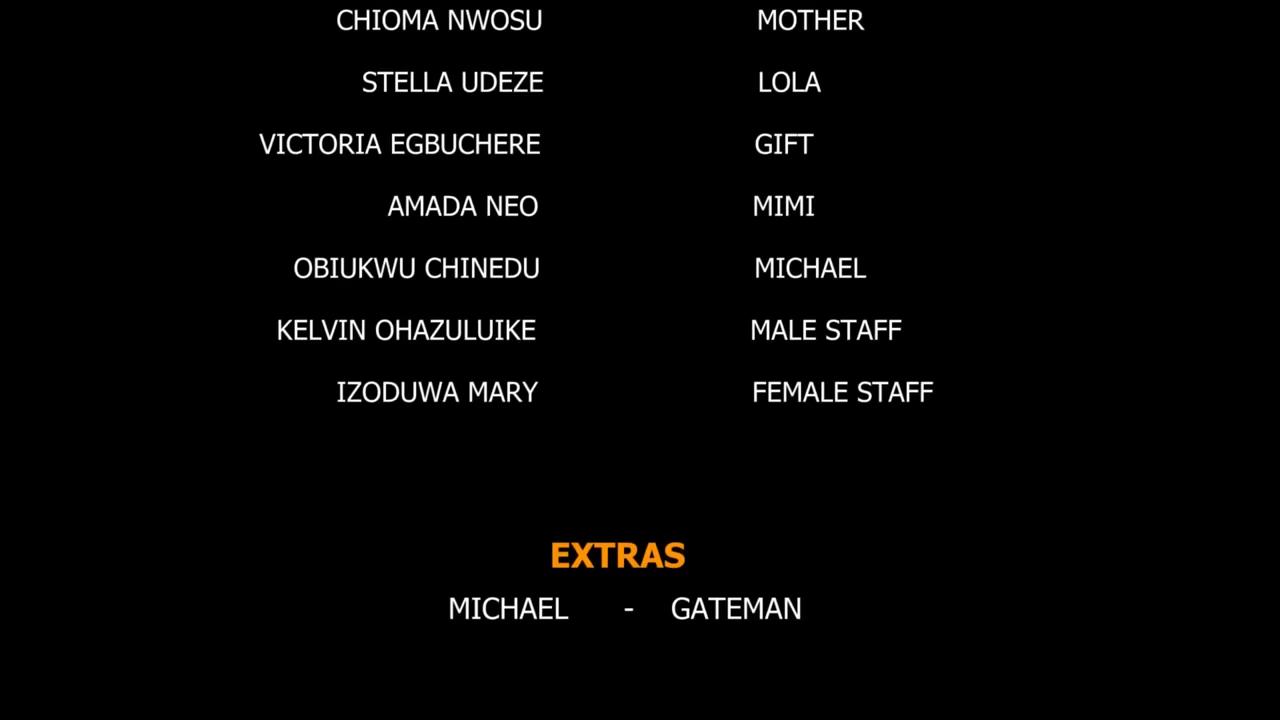 CHIOMA NWOSU MOTHER
STELLA UDEZE LOLA
VICTORIA EGBUCHERE GIFT
AMADA NEO MIMI
OBIUKWU CHINEDU MICHAEL
KELVIN OHAZULUIKE MALE STAFF
IZODUWA MARY FEMALE STAFF
EXTRAS
MICHAEL - GATEMAN